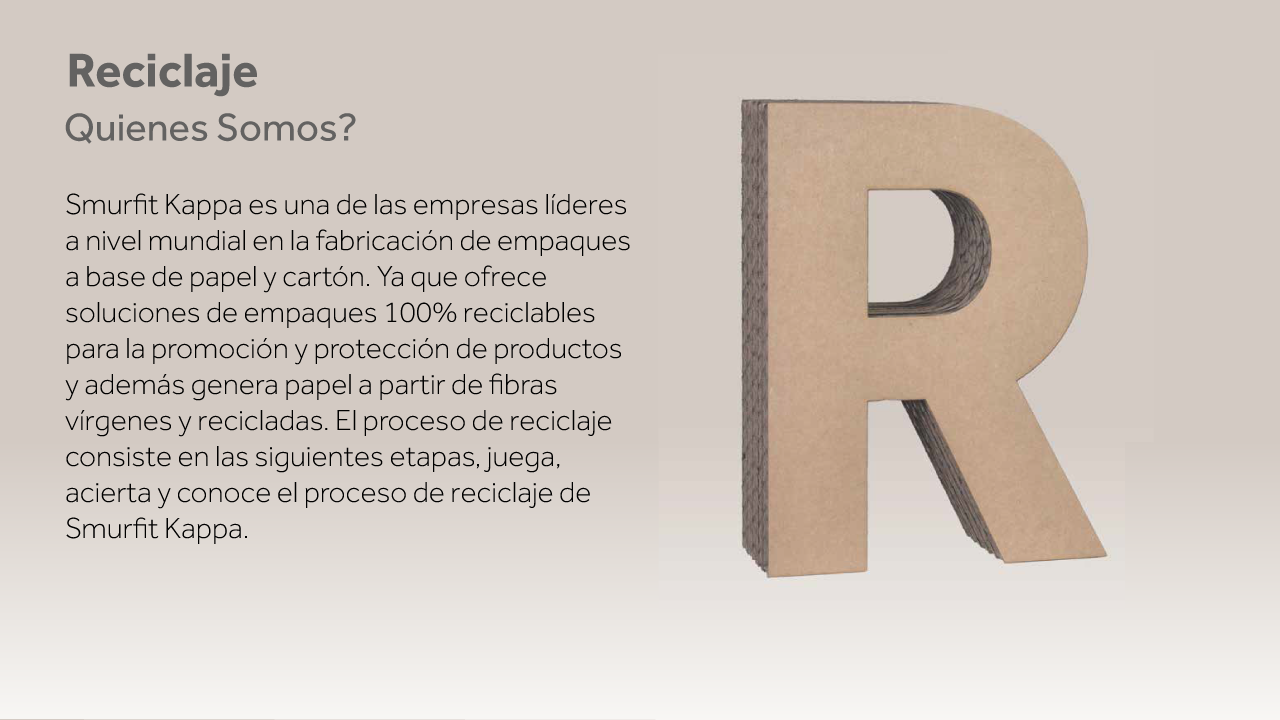 Reciclaje
Quienes Somos?
Smurfit Kappa es una de las empresas líderes
a nivel mundial en la fabricación de empaques
a base de papel y cartón. Ya que ofrece
soluciones de empaques 100% reciclables
para la promoción y protección de productos
y además genera papel a partir de fibras
vírgenes y recicladas. El proceso de reciclaje
consiste en las siguientes etapas, juega,
acierta y conoce el proceso de reciclaje de
Smurfit Kappa.
R